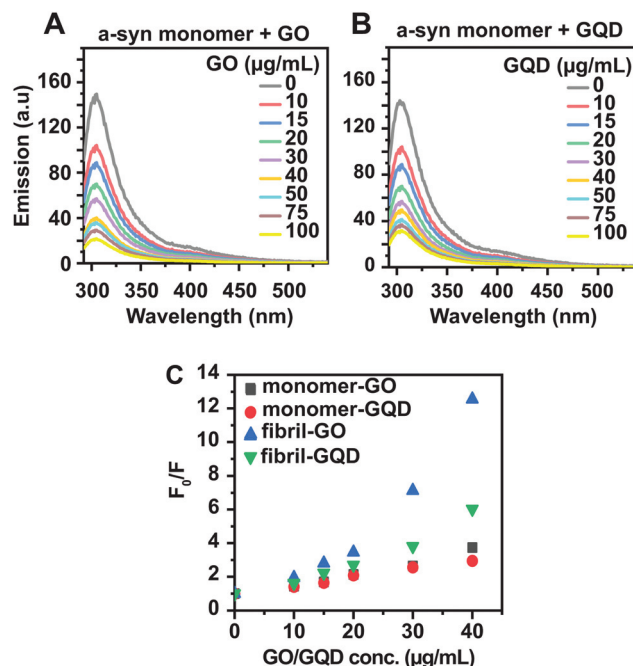 A
a-syn monomer + GO
GO (µg/mL)
0
10
15
20
30
40
50
75
100
160
120
80
40
0
Emission (a.u)
300 350 400 450 500
Wavelength (nm)
B
a-syn monomer + GQD
GQD (µg/mL)
0
10
15
20
30
40
50
75
100
160
120
80
40
0
300 350 400 450 500
Wavelength (nm)
C
monomer-GO
monomer-GQD
fibril-GO
fibril-GQD
14
12
10
8
6
4
2
0
F₀/F
0 10 20 30 40
GO/GQD conc. (µg/mL)